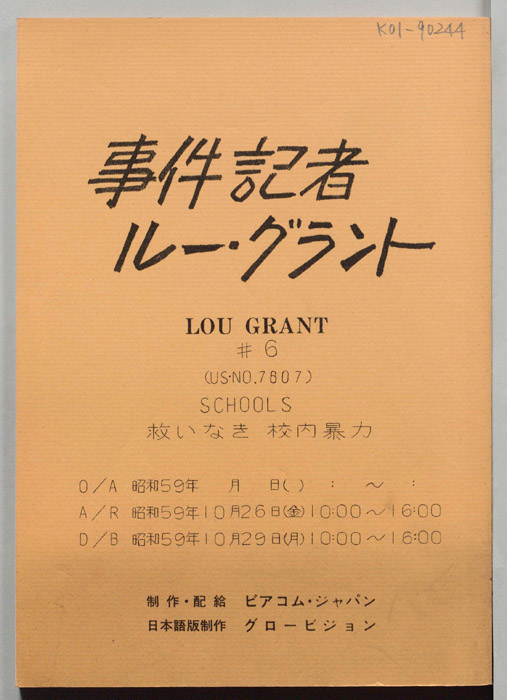 K01-90244
事件記者
ルー・グラント
LOU GRANT
# 6
(US・NO.7807)
SCHOOLS
救いなき 校内暴力
O/A 昭和59年 月 日( ) : ～ :
A/R 昭和59年10月26日(金)10:00～16:00
D/B 昭和59年10月29日(月)10:00～16:00
制作・配給 ビアコム・ジャパン
日本語版制作 グロービジョン